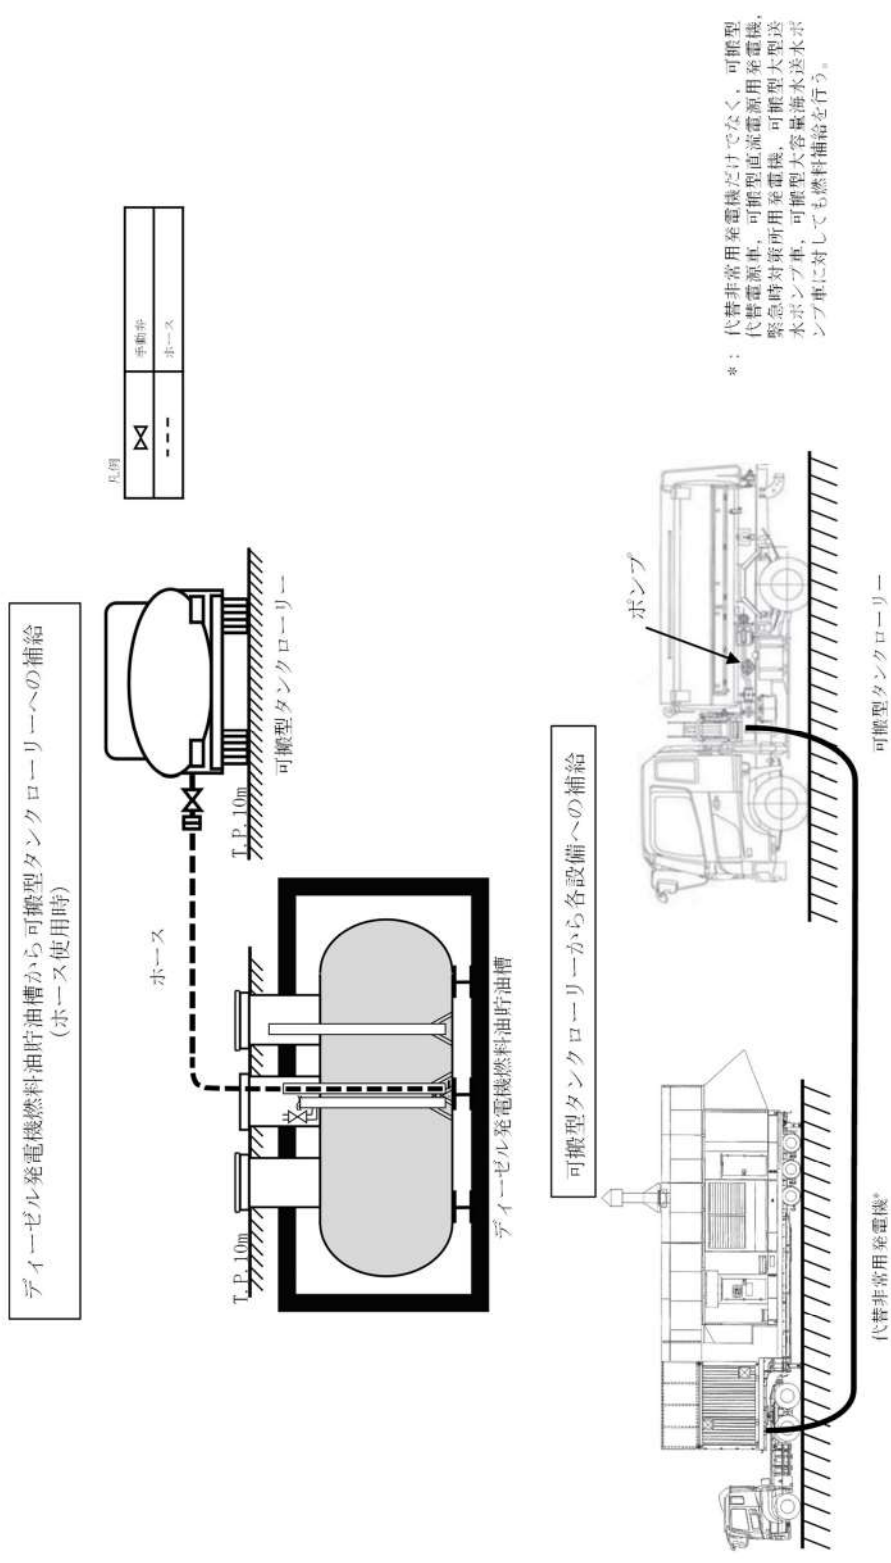 ディーゼル発電機燃料油貯油槽から可搬型タンクローリーへの補給
(ホース使用時)
凡例
手動弁
ホース
ホース
T.P. 10m
T.P. 10m
可搬型タンクローリー
ディーゼル発電機燃料油貯油槽
可搬型タンクローリーから各設備への補給
ポンプ
代替非常用発電機*
可搬型タンクローリー
*: 代替非常用発電機だけでなく，可搬型
代替電源車，可搬型直流電源用発電機，
緊急時対策所用発電機，可搬型大型送
水ポンプ車，可搬型大容量海水送水ポ
ンプ車に対しても燃料補給を行う。